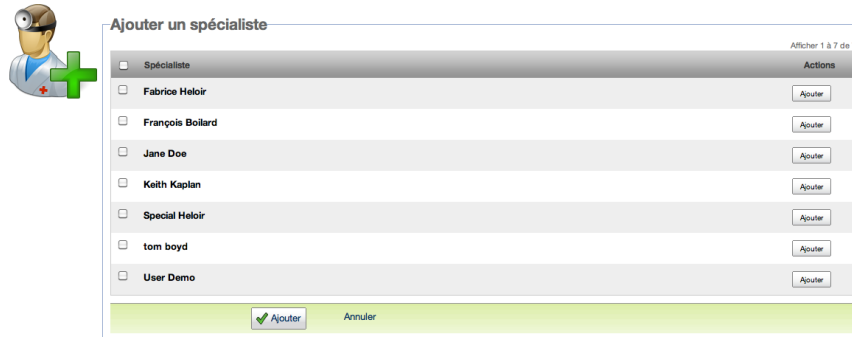 Ajouter un spécialiste
Afficher 1 à 7 de
Spécialiste Actions
Fabrice Heloir Ajouter
François Boilard Ajouter
Jane Doe Ajouter
Keith Kaplan Ajouter
Special Heloir Ajouter
tom boyd Ajouter
User Demo Ajouter
Ajouter Annuler